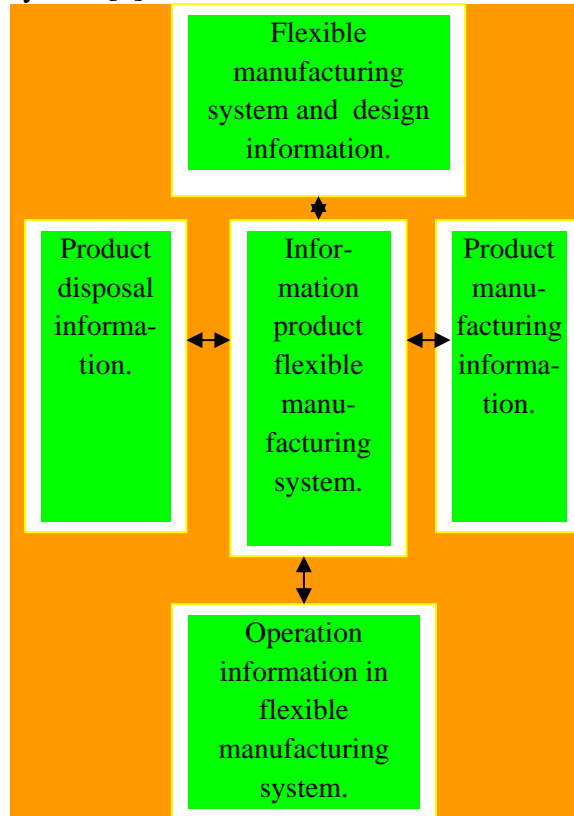 Flexible
manufacturing
system and design
information.
Product
disposal
informa-
tion.
Infor-
mation
product
flexible
manu-
facturing
system.
Product
manu-
facturing
informa-
tion.
Operation
information in
flexible
manufacturing
system.